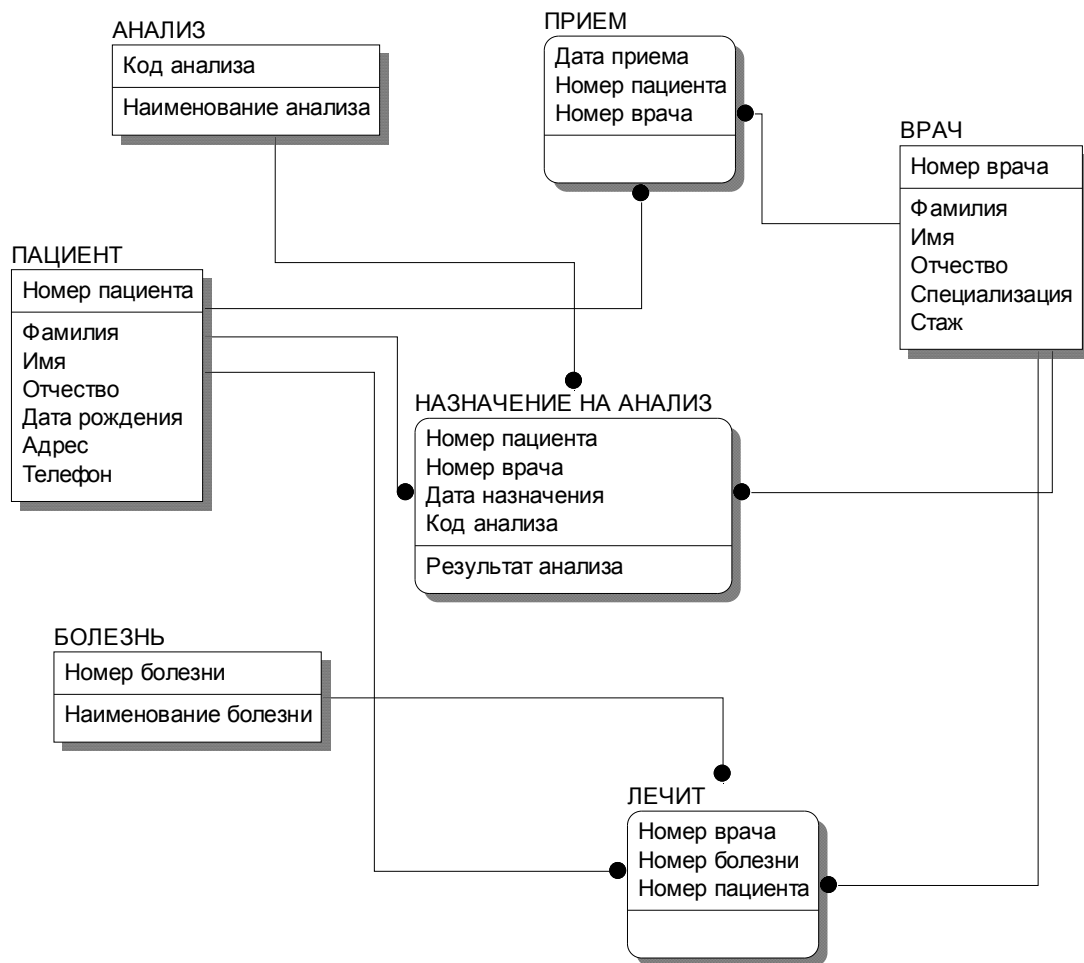 АНАЛИЗ
Код анализа
Наименование анализа
ПРИЕМ
Дата приема
Номер пациента
Номер врача
ВРАЧ
Номер врача
Фамилия
Имя
Отчество
Специализация
Стаж
ПАЦИЕНТ
Номер пациента
Фамилия
Имя
Отчество
Дата рождения
Адрес
Телефон
НАЗНАЧЕНИЕ НА АНАЛИЗ
Номер пациента
Номер врача
Дата назначения
Код анализа
Результат анализа
БОЛЕЗНЬ
Номер болезни
Наименование болезни
ЛЕЧИТ
Номер врача
Номер болезни
Номер пациента